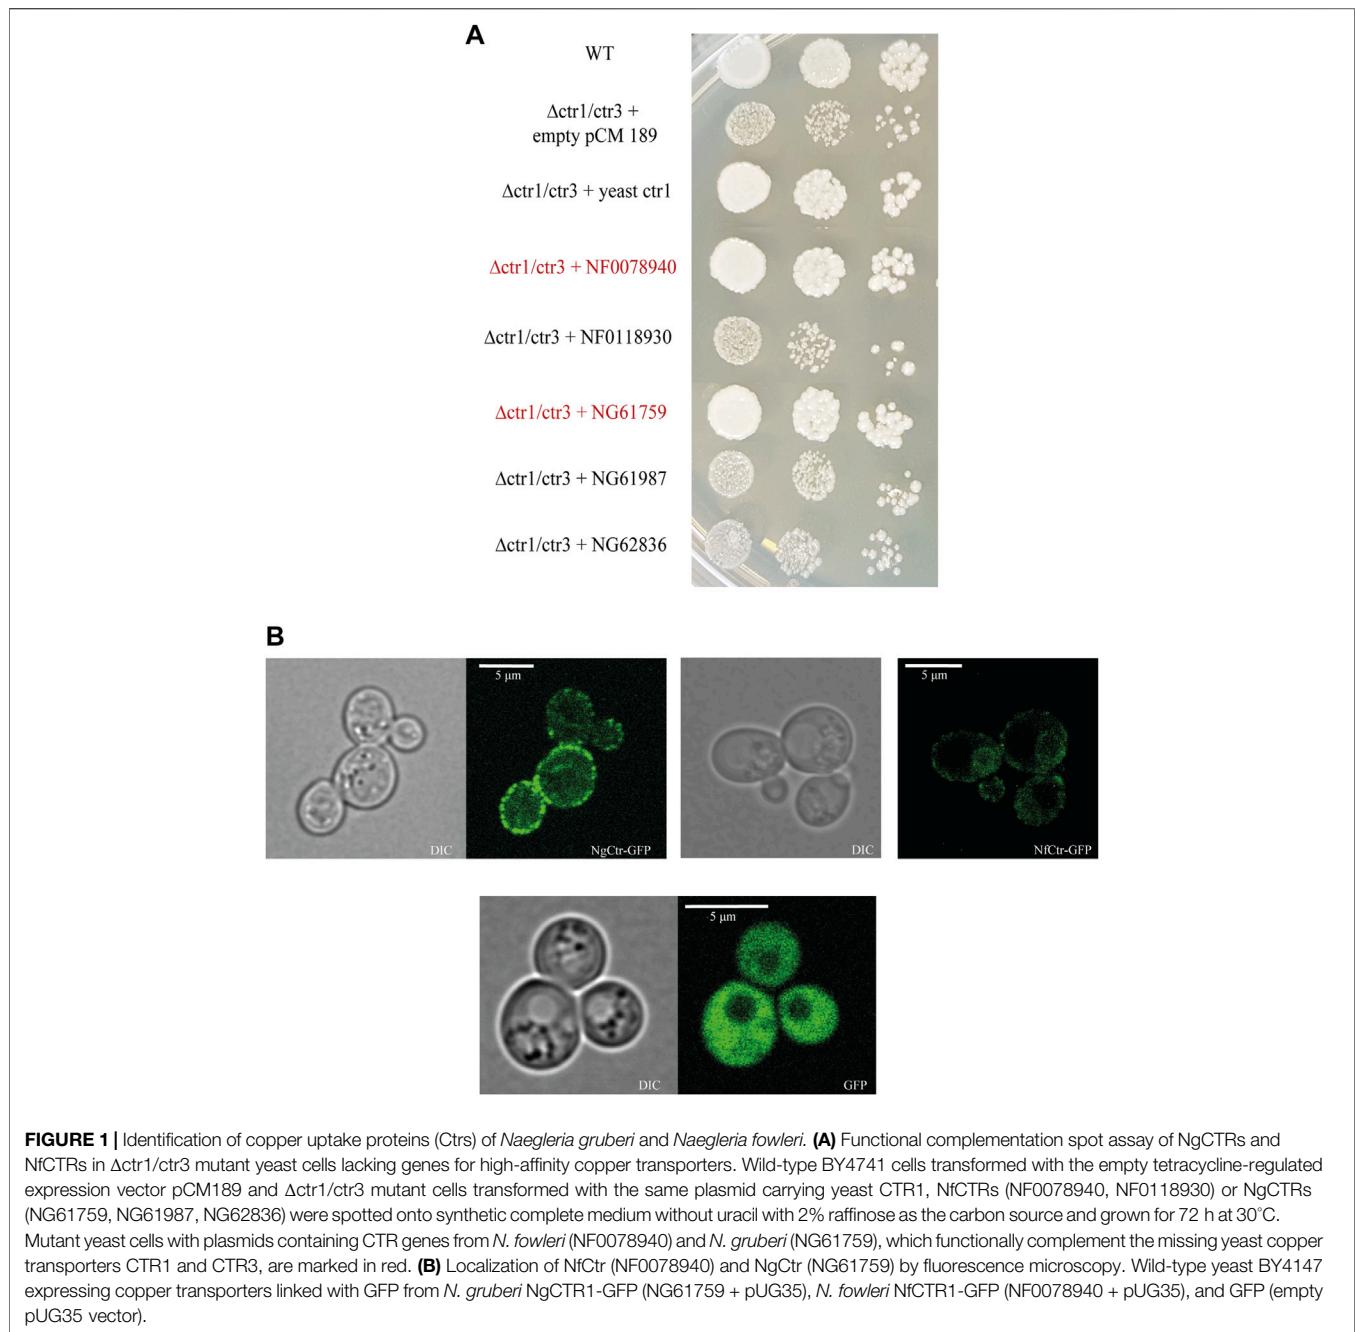 A
WT
Δctr1/ctr3 +
empty pCM 189
Δctr1/ctr3 + yeast ctr1
Δctr1/ctr3 + NF0078940
Δctr1/ctr3 + NF0118930
Δctr1/ctr3 + NG61759
Δctr1/ctr3 + NG61987
Δctr1/ctr3 + NG62836
B
5 μm
5 μm
DIC
NgCtr-GFP
DIC
NfCtr-GFP
5 μm
DIC
GFP
FIGURE 1 | Identification of copper uptake proteins (Ctrs) of Naegleria gruberi and Naegleria fowleri. (A) Functional complementation spot assay of NgCTRs and
NfCTRs in Δctr1/ctr3 mutant yeast cells lacking genes for high-affinity copper transporters. Wild-type BY4741 cells transformed with the empty tetracycline-regulated
expression vector pCM189 and Δctr1/ctr3 mutant cells transformed with the same plasmid carrying yeast CTR1, NfCTRs (NF0078940, NF0118930) or NgCTRs
(NG61759, NG61987, NG62836) were spotted onto synthetic complete medium without uracil with 2% raffinose as the carbon source and grown for 72 h at 30°C.
Mutant yeast cells with plasmids containing CTR genes from N. fowleri (NF0078940) and N. gruberi (NG61759), which functionally complement the missing yeast copper
transporters CTR1 and CTR3, are marked in red. (B) Localization of NfCtr (NF0078940) and NgCtr (NG61759) by fluorescence microscopy. Wild-type yeast BY4147
expressing copper transporters linked with GFP from N. gruberi NgCTR1-GFP (NG61759 + pUG35), N. fowleri NfCTR1-GFP (NF0078940 + pUG35), and GFP (empty
pUG35 vector).